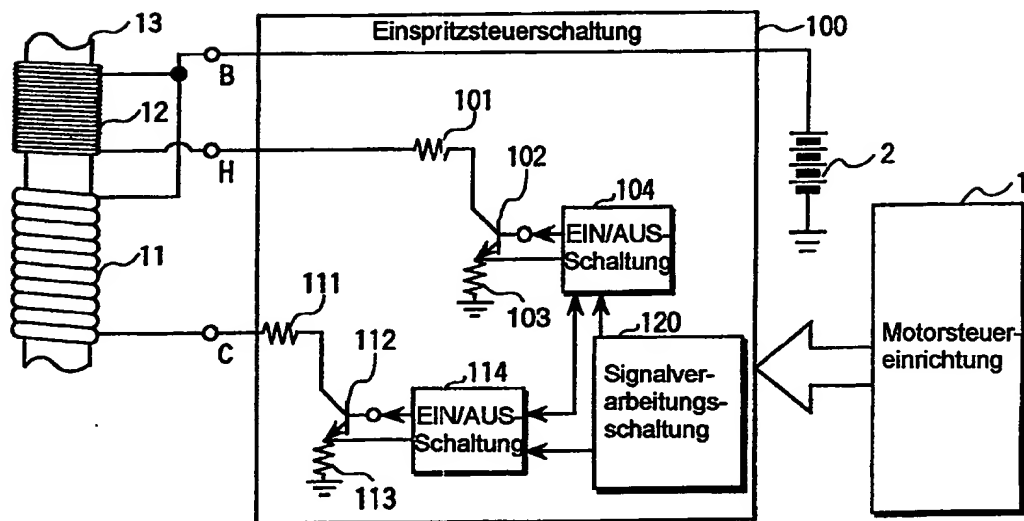 13
Einspritzsteuerschaltung
100
B
12
101
H
102
2
104
1
EIN/AUS-
Schaltung
11
103
111
120
C
112
Motorsteuer-
einrichtung
114
Signalver-
arbeitungs-
schaltung
EIN/AUS-
Schaltung
113